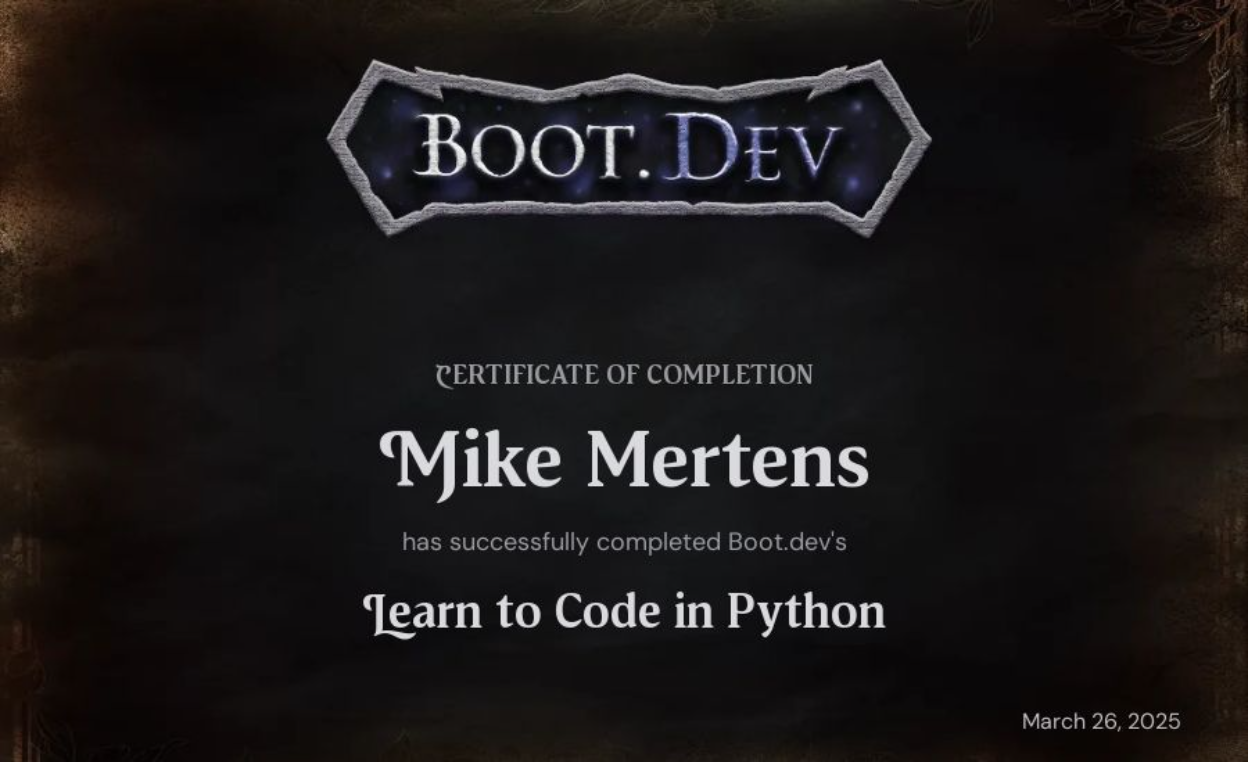 BOOT.DEV
CERTIFICATE OF COMPLETION
Mike Mertens
has successfully completed Boot.dev's
Learn to Code in Python
March 26, 2025